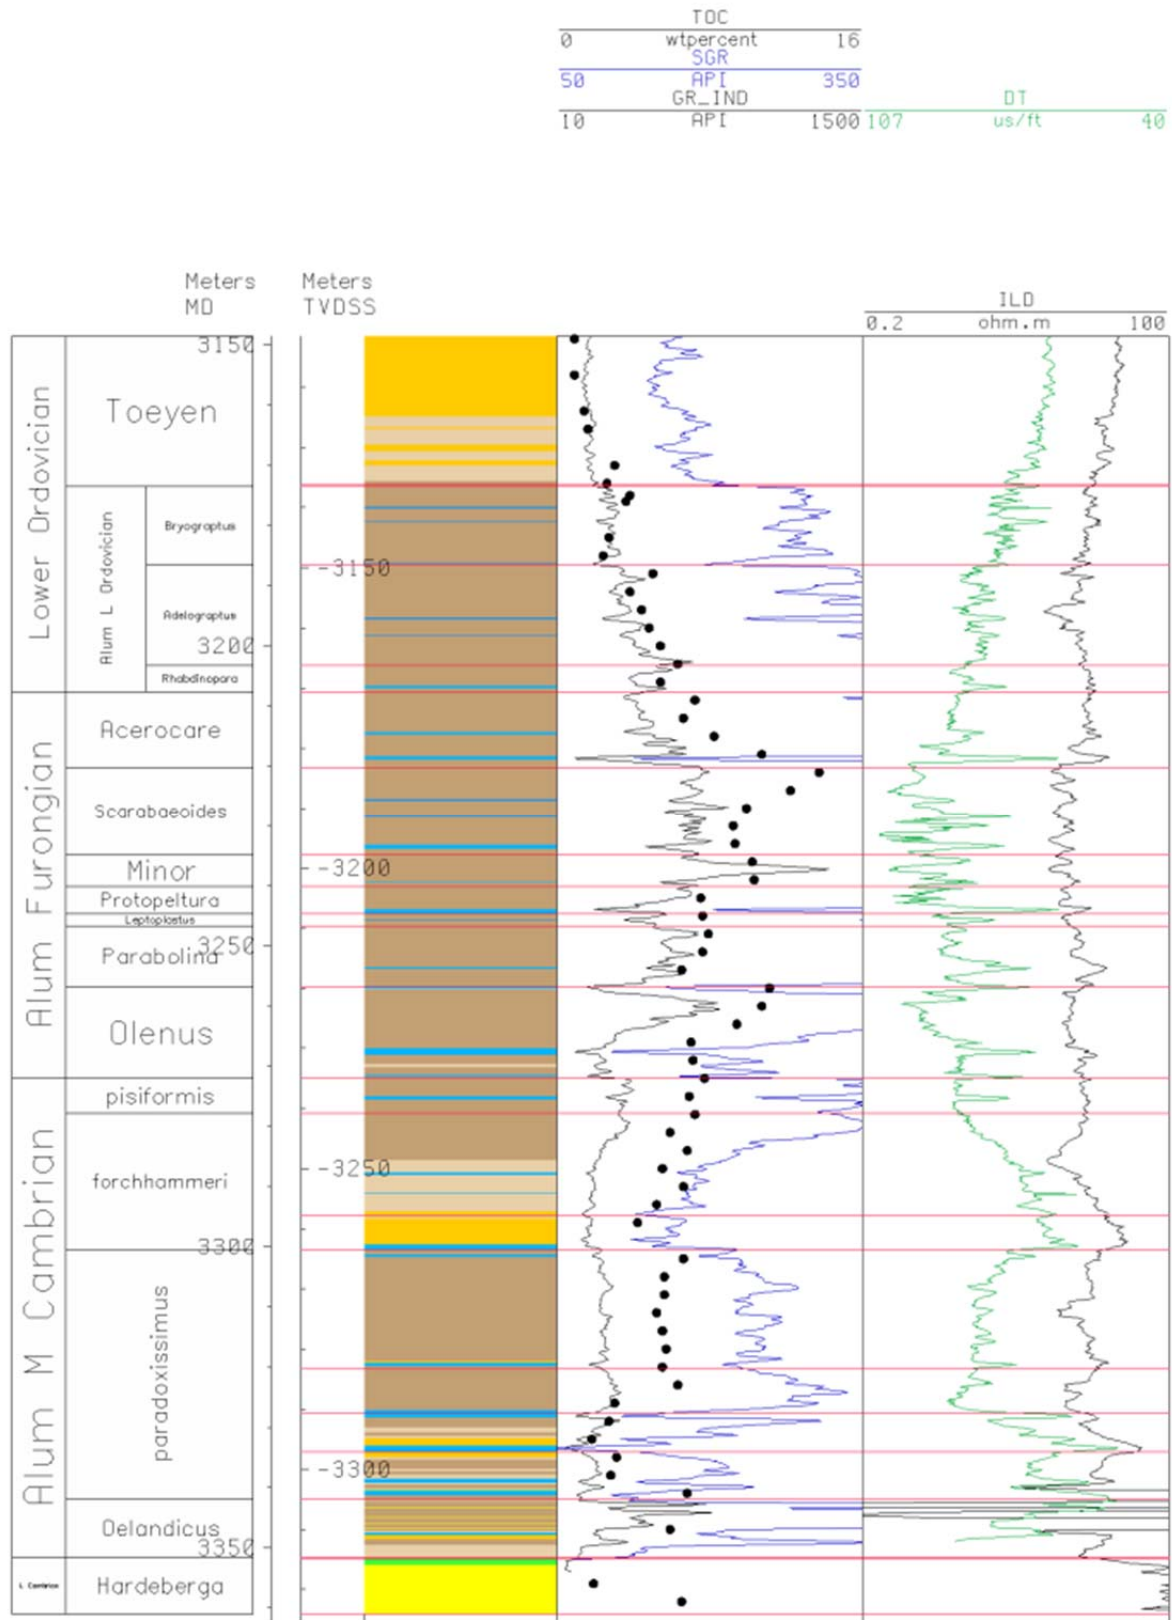 TOC
0 wtpercent 16
SGR
50 API 350
GR_IND DT
10 API 1500 107 us/ft 40
Meters Meters
MD TVDSS
ILD
0.2 ohm.m 100
3150
Lower Ordovician
Toeyen
Alum L Ordovician
Bryograptus
-3150
Adelograptus
3200
Rhabdinopora
Alum Furongian
Acerocare
Scarabaeoides
Minor
-3200
Protopeltura
Leptoplastus
3250
Parabolina
Olenus
Alum M Cambrian
pisiformis
-3250
forchhammeri
3300
paradoxissimus
-3300
Oelandicus
3350
L Cambrian
Hardeberga